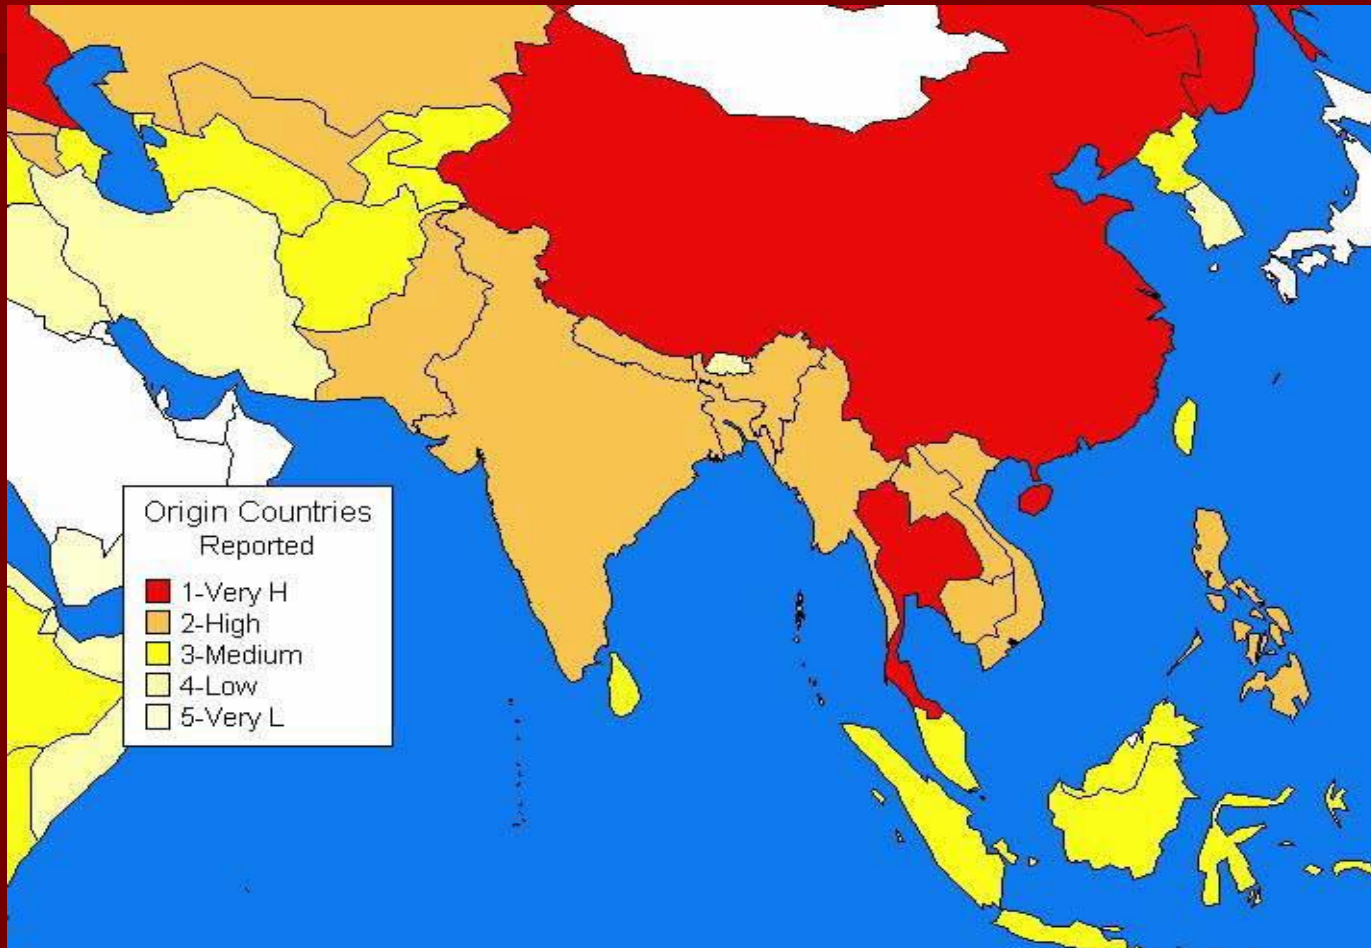 Origin Countries
Reported
1-Very H
2-High
3-Medium
4-Low
5-Very L